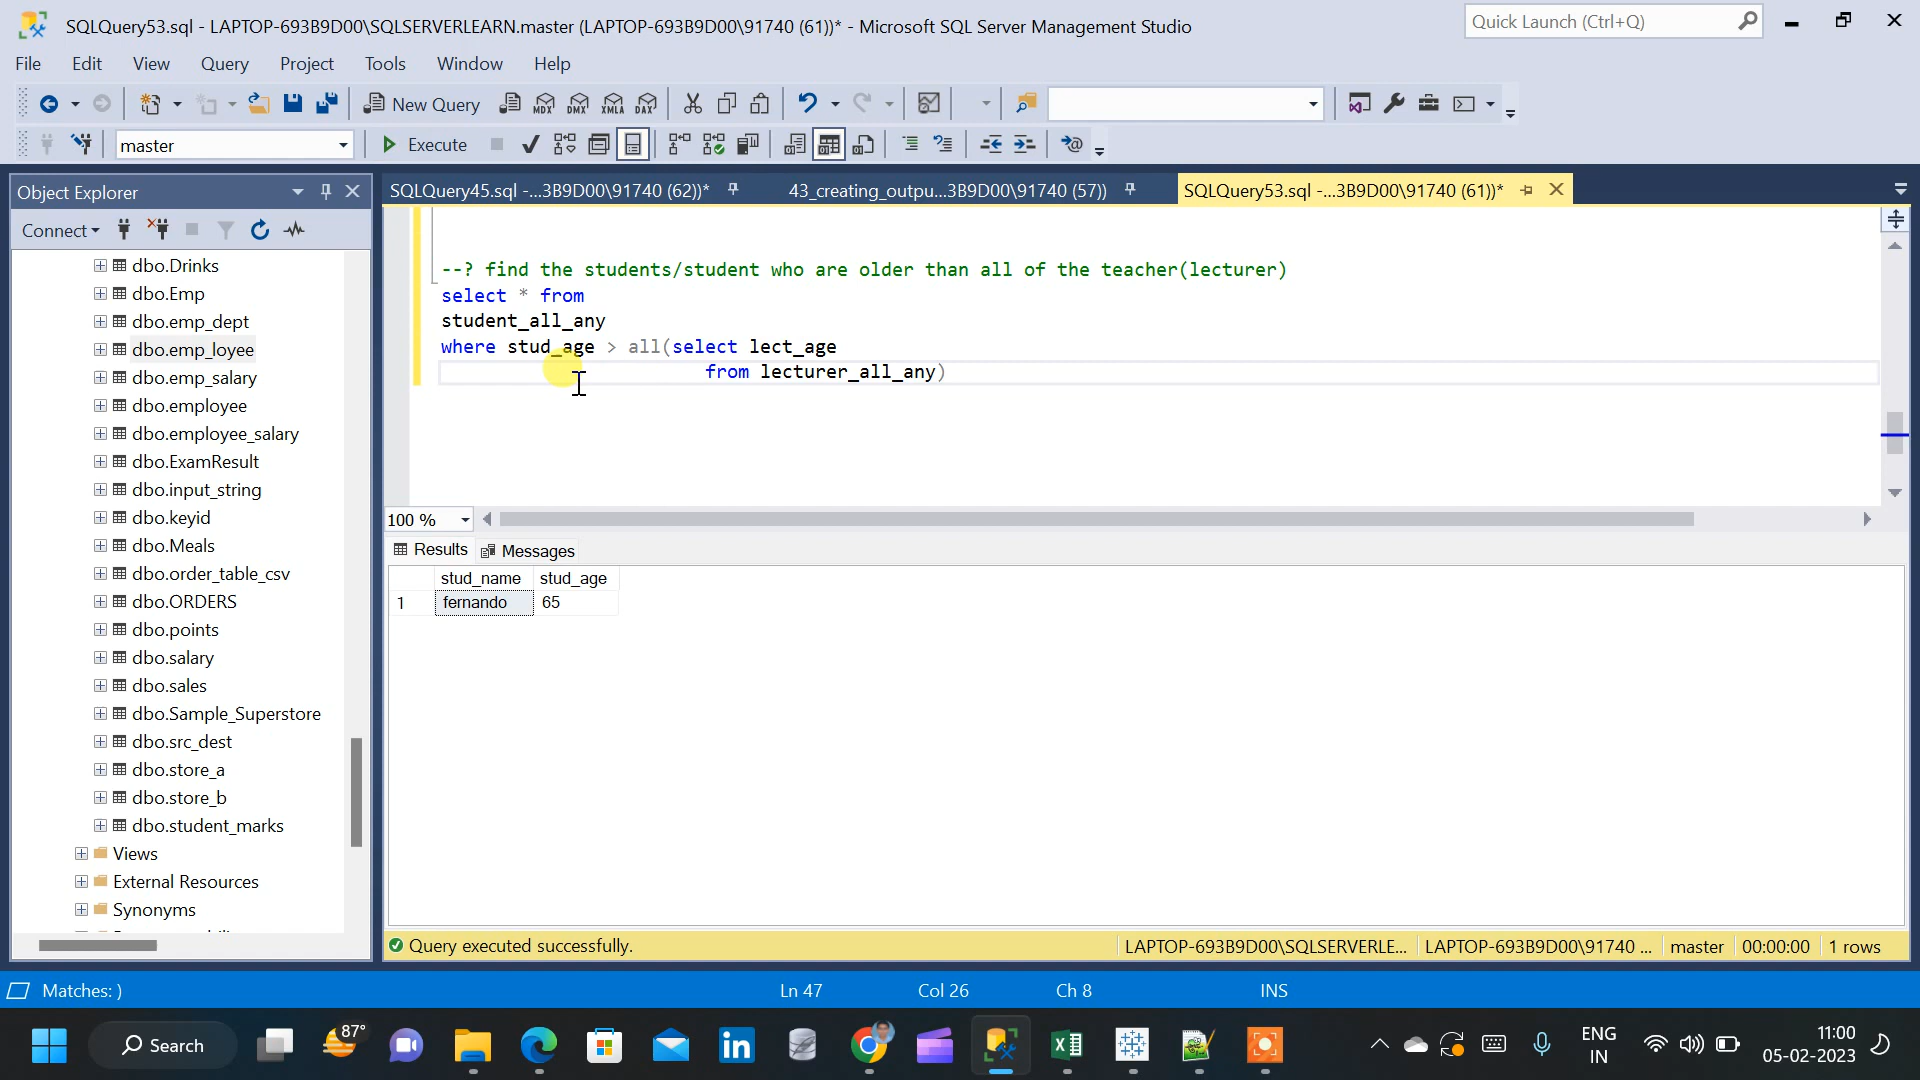 SQLQuery53.sql - LAPTOP-693B9D00\SQLSERVERLEARN.master (LAPTOP-693B9D00\91740 (61))* - Microsoft SQL Server Management Studio
Quick Launch (Ctrl+Q)
File Edit View Query Project Tools Window Help
New Query MDX DMX XMLA DAX
master Execute
Object Explorer
SQLQuery45.sql -...3B9D00\91740 (62))*
43_creating_outpu...3B9D00\91740 (57))
SQLQuery53.sql -...3B9D00\91740 (61))*
Connect
dbo.Drinks
dbo.Emp
dbo.emp_dept
dbo.emp_loyee
dbo.emp_salary
dbo.employee
dbo.employee_salary
dbo.ExamResult
dbo.input_string
dbo.keyid
dbo.Meals
dbo.order_table_csv
dbo.ORDERS
dbo.points
dbo.salary
dbo.sales
dbo.Sample_Superstore
dbo.src_dest
dbo.store_a
dbo.store_b
dbo.student_marks
Views
External Resources
Synonyms
--? find the students/student who are older than all of the teacher(lecturer)
select * from
student_all_any
where stud_age > all(select lect_age
from lecturer_all_any)
100 %
Results Messages
stud_name stud_age
1 fernando 65
Query executed successfully.
LAPTOP-693B9D00\SQLSERVERLE... LAPTOP-693B9D00\91740 ... master 00:00:00 1 rows
Matches: ) Ln 47 Col 26 Ch 8 INS
Search
87°
ENG
IN
11:00
05-02-2023